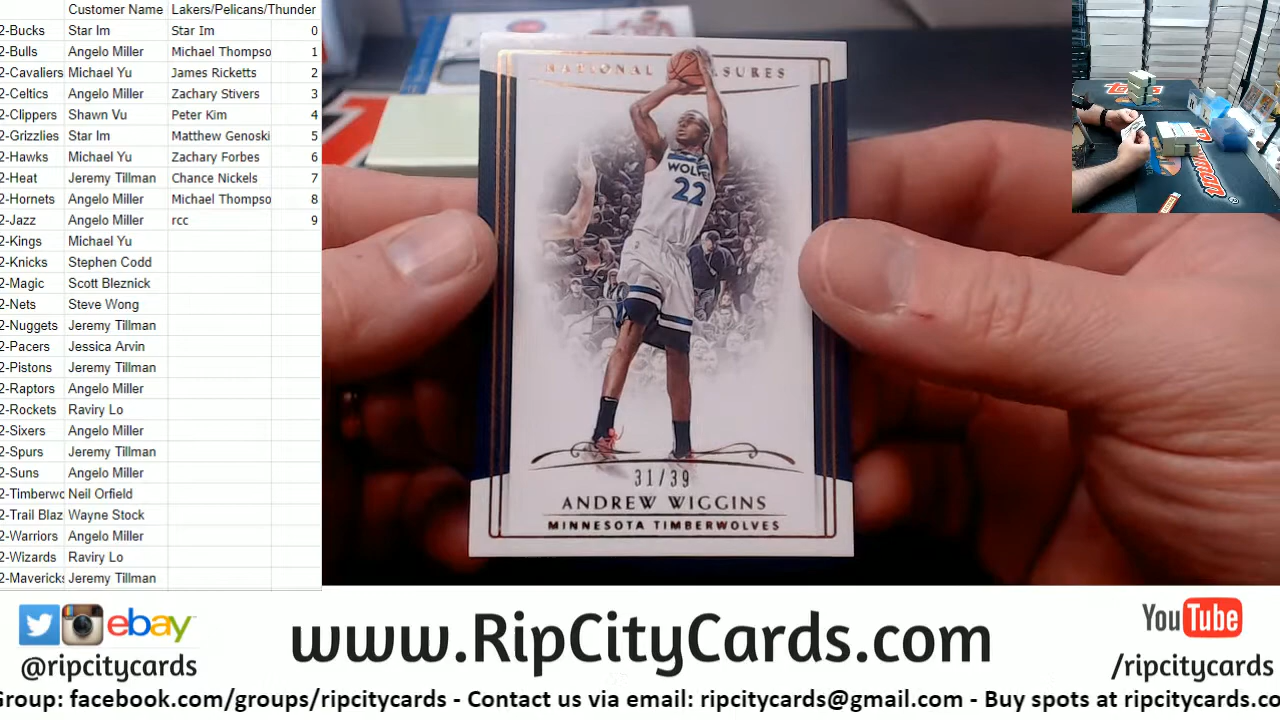 Customer Name Lakers/Pelicans/Thunder
2-Bucks Star Im Star Im 0
2-Bulls Angelo Miller Michael Thompso 1
2-Cavaliers Michael Yu James Ricketts 2
2-Celtics Angelo Miller Zachary Stivers 3
2-Clippers Shawn Vu Peter Kim 4
2-Grizzlies Star Im Matthew Genoski 5
2-Hawks Michael Yu Zachary Forbes 6
2-Heat Jeremy Tillman Chance Nickels 7
2-Hornets Angelo Miller Michael Thompso 8
2-Jazz Angelo Miller rcc 9
2-Kings Michael Yu
2-Knicks Stephen Codd
2-Magic Scott Bleznick
2-Nets Steve Wong
2-Nuggets Jeremy Tillman
2-Pacers Jessica Arvin
2-Pistons Jeremy Tillman
2-Raptors Angelo Miller
2-Rockets Raviry Lo
2-Sixers Angelo Miller
2-Spurs Jeremy Tillman
2-Suns Angelo Miller
2-Timberwo Neil Orfield
2-Trail Blaz Wayne Stock
2-Warriors Angelo Miller
2-Wizards Raviry Lo
2-Mavericks Jeremy Tillman
NATIONAL SURES
WOLVE
22
31/39
ANDREW WIGGINS
MINNESOTA TIMBERWOLVES
ebay
@ripcitycards
www.RipCityCards.com
YouTube
/ripcitycards
Group: facebook.com/groups/ripcitycards - Contact us via email: ripcitycards@gmail.com - Buy spots at ripcitycards.co